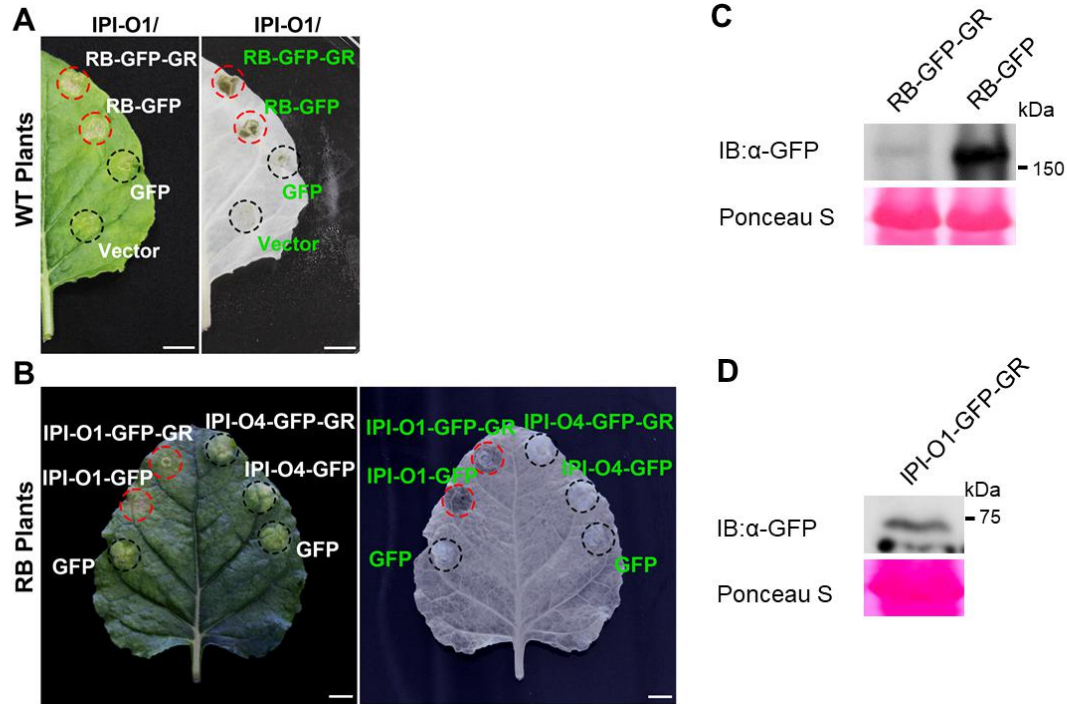 A
IPI-O1/
IPI-O1/
WT Plants
RB-GFP-GR
RB-GFP
GFP
Vector
RB-GFP-GR
RB-GFP
GFP
Vector
B
RB Plants
IPI-O4-GFP-GR
IPI-O1-GFP-GR
IPI-O4-GFP
IPI-O1-GFP
GFP
GFP
IPI-O4-GFP-GR
IPI-O1-GFP-GR
IPI-O4-GFP
IPI-O1-GFP
GFP
GFP
C
RB-GFP-GR
RB-GFP
kDa
IB:α-GFP
150
Ponceau S
D
IPI-O1-GFP-GR
kDa
75
IB:α-GFP
Ponceau S